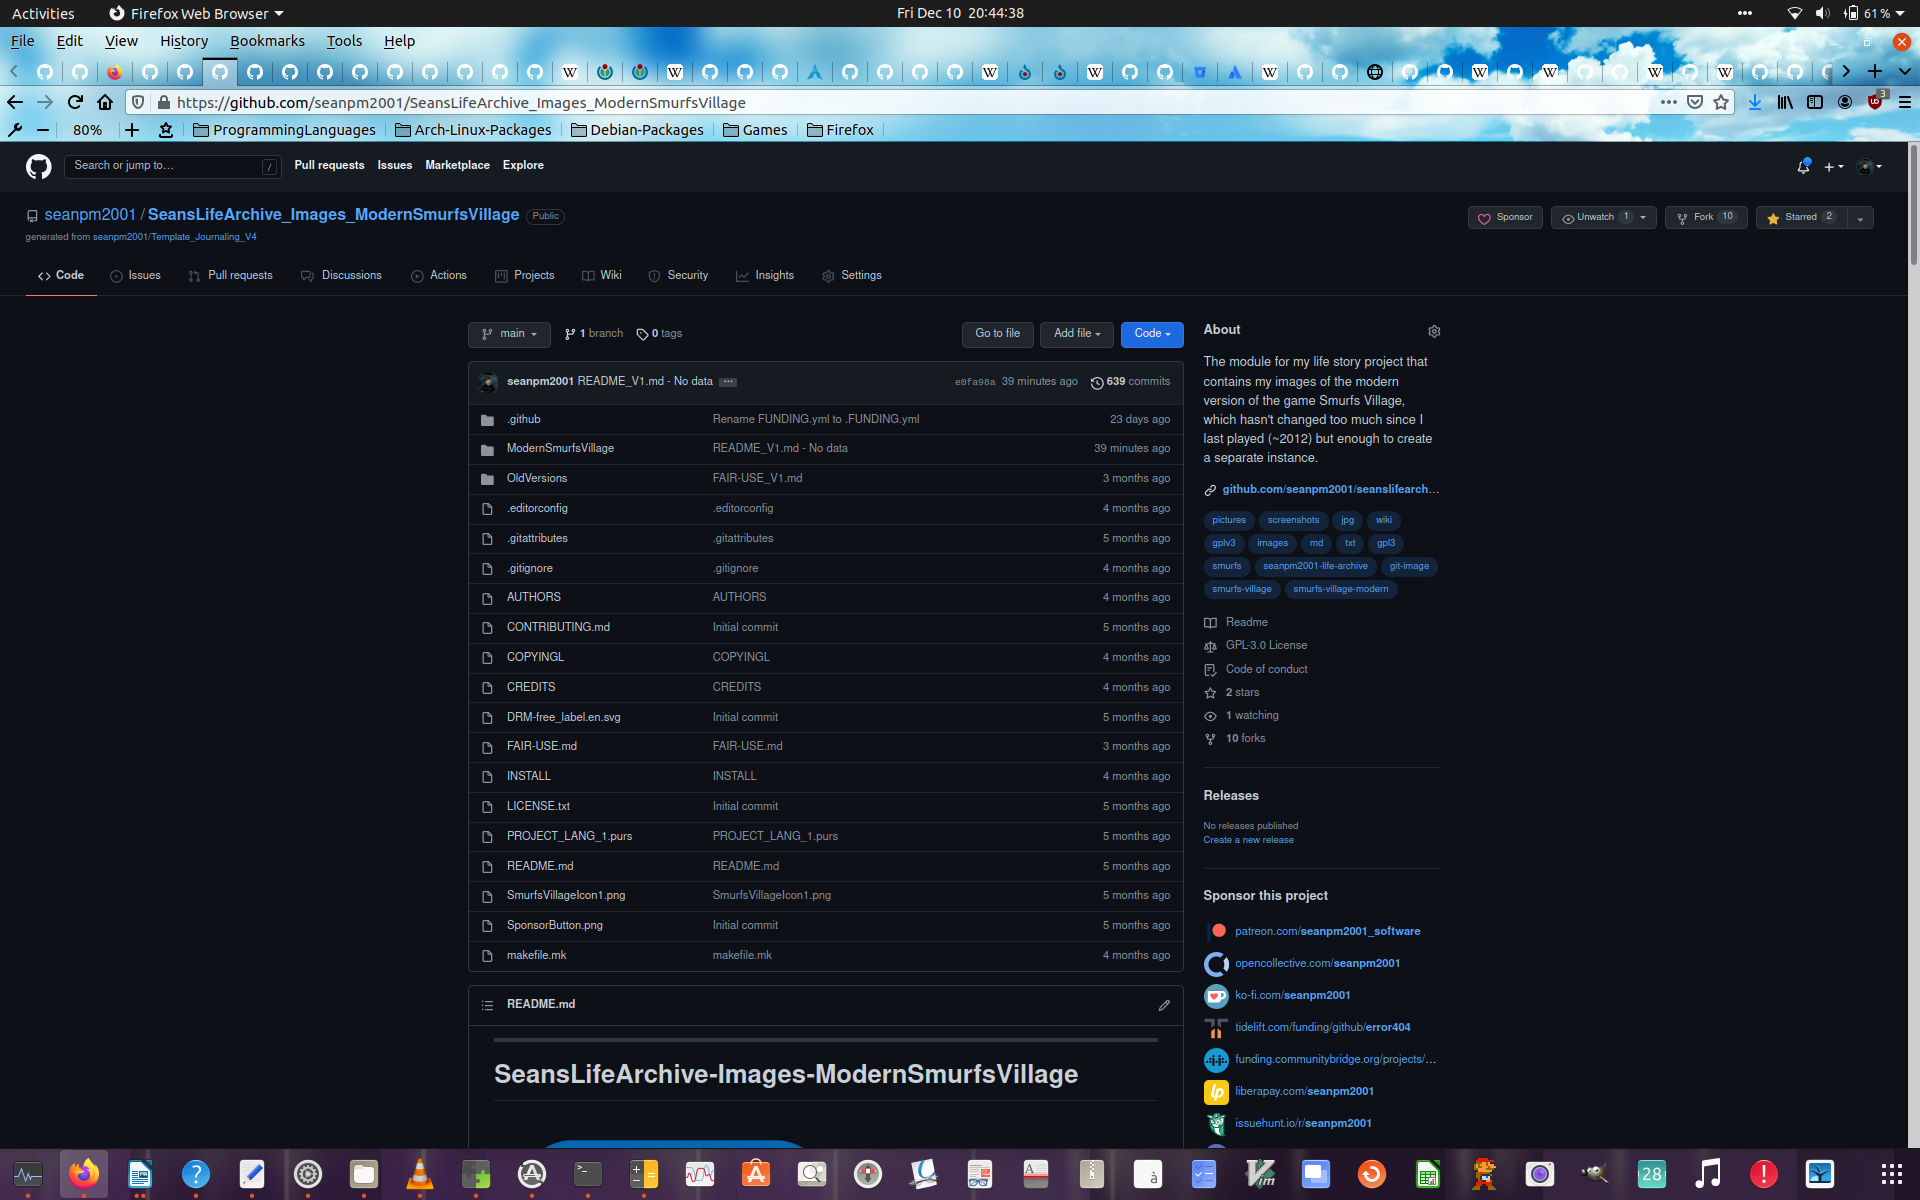 Activities Firefox Web Browser Fri Dec 10 20:44:38 61 %
File Edit View History Bookmarks Tools Help
https://github.com/seanpm2001/SeansLifeArchive_Images_ModernSmurfsVillage 3
80% ProgrammingLanguages Arch-Linux-Packages Debian-Packages Games Firefox
Search or jump to… / Pull requests Issues Marketplace Explore
seanpm2001 / SeansLifeArchive_Images_ModernSmurfsVillage Public Sponsor Unwatch 1 Fork 10 Starred 2
generated from seanpm2001/Template_Journaling_V4
Code Issues Pull requests Discussions Actions Projects Wiki Security Insights Settings
main 1 branch 0 tags Go to file Add file Code
seanpm2001 README_V1.md - No data e0fa98a 39 minutes ago 639 commits
.github Rename FUNDING.yml to .FUNDING.yml 23 days ago
ModernSmurfsVillage README_V1.md - No data 39 minutes ago
OldVersions FAIR-USE_V1.md 3 months ago
.editorconfig .editorconfig 4 months ago
.gitattributes .gitattributes 5 months ago
.gitignore .gitignore 4 months ago
AUTHORS AUTHORS 4 months ago
CONTRIBUTING.md Initial commit 5 months ago
COPYINGL COPYINGL 4 months ago
CREDITS CREDITS 4 months ago
DRM-free_label.en.svg Initial commit 5 months ago
FAIR-USE.md FAIR-USE.md 3 months ago
INSTALL INSTALL 4 months ago
LICENSE.txt Initial commit 5 months ago
PROJECT_LANG_1.purs PROJECT_LANG_1.purs 5 months ago
README.md README.md 5 months ago
SmurfsVillageIcon1.png SmurfsVillageIcon1.png 5 months ago
SponsorButton.png Initial commit 5 months ago
makefile.mk makefile.mk 4 months ago
README.md
SeansLifeArchive-Images-ModernSmurfsVillage
About
The module for my life story project that
contains my images of the modern
version of the game Smurfs Village,
which hasn't changed too much since I
last played (~2012) but enough to create
a separate instance.
github.com/seanpm2001/seanslifearch…
pictures screenshots jpg wiki
gplv3 images md txt gpl3
smurfs seanpm2001-life-archive git-image
smurfs-village smurfs-village-modern
Readme
GPL-3.0 License
Code of conduct
2 stars
1 watching
10 forks
Releases
No releases published
Create a new release
Sponsor this project
patreon.com/seanpm2001_software
opencollective.com/seanpm2001
ko-fi.com/seanpm2001
tidelift.com/funding/github/error404
funding.communitybridge.org/projects/…
liberapay.com/seanpm2001
issuehunt.io/r/seanpm2001
28